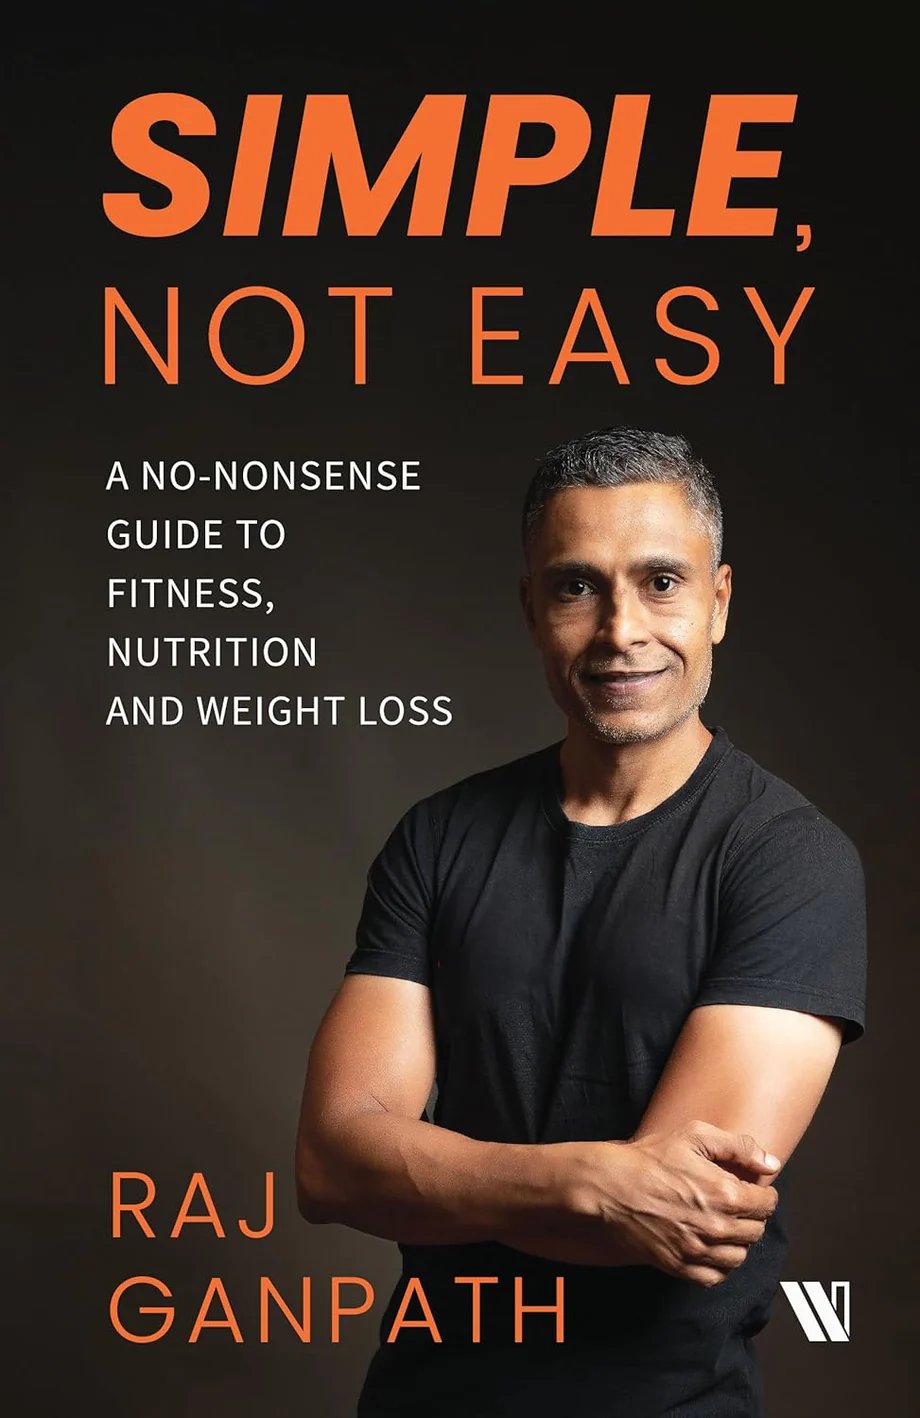 SIMPLE,
NOT EASY
A NO-NONSENSE
GUIDE TO
FITNESS,
NUTRITION
AND WEIGHT LOSS
RAJ
GANPATH
W